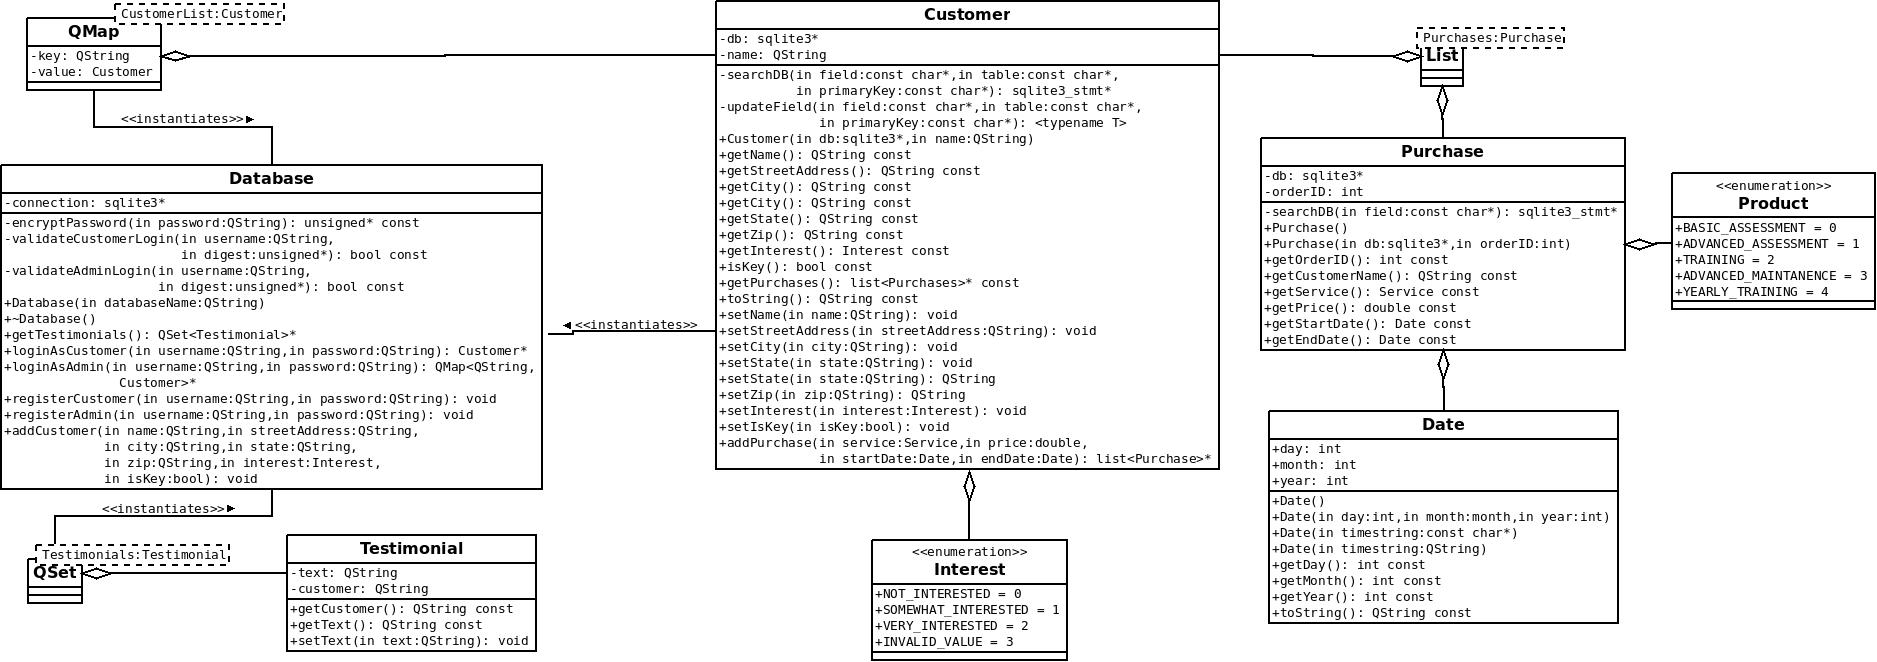 CustomerList:Customer
QMap
-key: QString
-value: Customer
<<instantiates>>
Database
-connection: sqlite3*
-encryptPassword(in password:QString): unsigned* const
-validateCustomerLogin(in username:QString,
in digest:unsigned*): bool const
-validateAdminLogin(in username:QString,
in digest:unsigned*): bool const
+Database(in databaseName:QString)
+~Database()
+getTestimonials(): QSet<Testimonial>*
+loginAsCustomer(in username:QString,in password:QString): Customer*
+loginAsAdmin(in username:QString,in password:QString): QMap<QString,
Customer>*
+registerCustomer(in username:QString,in password:QString): void
+registerAdmin(in username:QString,in password:QString): void
+addCustomer(in name:QString,in streetAddress:QString,
in city:QString,in state:QString,
in zip:QString,in interest:Interest,
in isKey:bool): void
<<instantiates>>
Testimonials:Testimonial
QSet
Testimonial
-text: QString
-customer: QString
+getCustomer(): QString const
+getText(): QString const
+setText(in text:QString): void
<<instantiates>>
Customer
-db: sqlite3*
-name: QString
-searchDB(in field:const char*,in table:const char*,
in primaryKey:const char*): sqlite3_stmt*
-updateField(in field:const char*,in table:const char*,
in primaryKey:const char*): <typename T>
+Customer(in db:sqlite3*,in name:QString)
+getName(): QString const
+getStreetAddress(): QString const
+getCity(): QString const
+getCity(): QString const
+getState(): QString const
+getZip(): QString const
+getInterest(): Interest const
+isKey(): bool const
+getPurchases(): list<Purchases>* const
+toString(): QString const
+setName(in name:QString): void
+setStreetAddress(in streetAddress:QString): void
+setCity(in city:QString): void
+setState(in state:QString): void
+setState(in state:QString): QString
+setZip(in zip:QString): QString
+setInterest(in interest:Interest): void
+setIsKey(in isKey:bool): void
+addPurchase(in service:Service,in price:double,
in startDate:Date,in endDate:Date): list<Purchase>*
<<enumeration>>
Interest
+NOT_INTERESTED = 0
+SOMEWHAT_INTERESTED = 1
+VERY_INTERESTED = 2
+INVALID_VALUE = 3
Purchases:Purchase
List
Purchase
-db: sqlite3*
-orderID: int
-searchDB(in field:const char*): sqlite3_stmt*
+Purchase()
+Purchase(in db:sqlite3*,in orderID:int)
+getOrderID(): int const
+getCustomerName(): QString const
+getService(): Service const
+getPrice(): double const
+getStartDate(): Date const
+getEndDate(): Date const
<<enumeration>>
Product
+BASIC_ASSESSMENT = 0
+ADVANCED_ASSESSMENT = 1
+TRAINING = 2
+ADVANCED_MAINTANENCE = 3
+YEARLY_TRAINING = 4
Date
+day: int
+month: int
+year: int
+Date()
+Date(in day:int,in month:month,in year:int)
+Date(in timestring:const char*)
+Date(in timestring:QString)
+getDay(): int const
+getMonth(): int const
+getYear(): int const
+toString(): QString const